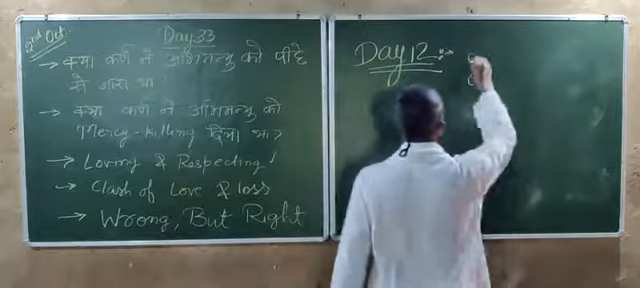 2nd Oct.
Day 33
→ क्या कर्ण ने अभिमन्यु को पीछे
से मारा था?
→ क्या कर्ण ने अभिमन्यु को
Mercy-killing दिया था?
→ Loving & Respecting
→ Clash of Love & loss
→ Wrong, But Right
Day 12